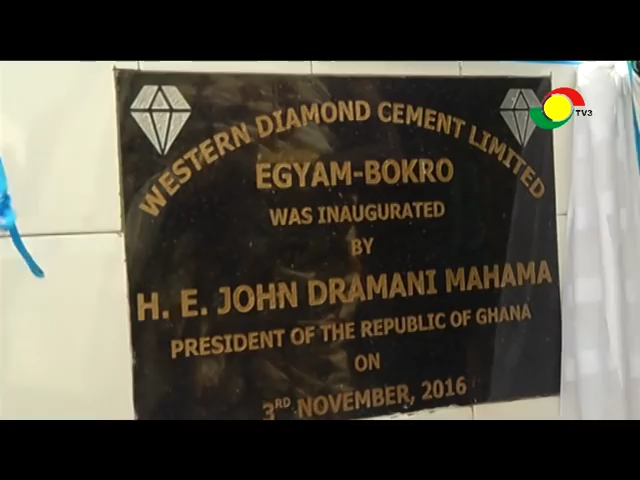 TV3
WESTERN DIAMOND CEMENT LIMITED
EGYAM-BOKRO
WAS INAUGURATED
BY
H. E. JOHN DRAMANI MAHAMA
PRESIDENT OF THE REPUBLIC OF GHANA
ON
3RD NOVEMBER, 2016